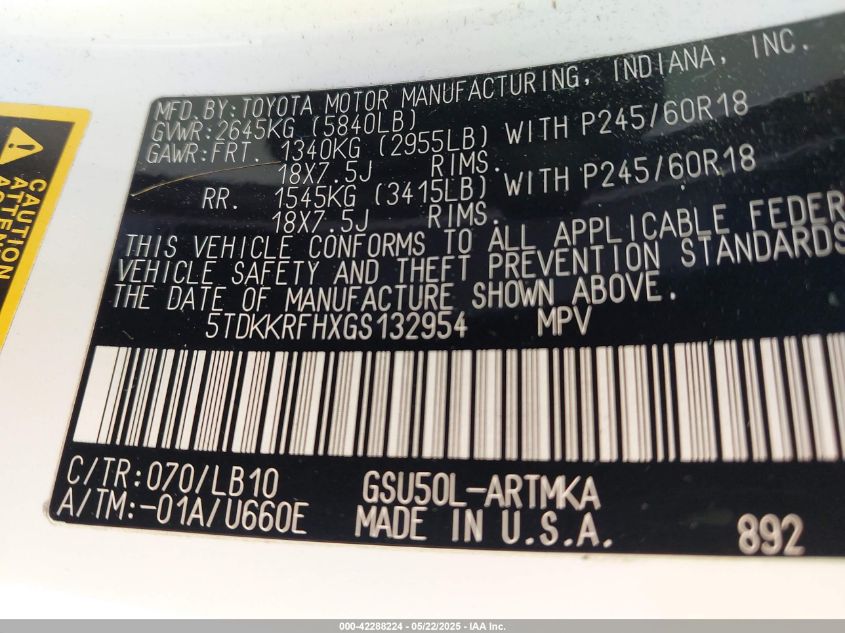 CAUTION
ATTENTION
MFD.BY:TOYOTA MOTOR MANUFACTURING, INDIANA, INC.
GVWR:2645KG (5840LB)
GAWR:FRT. 1340KG (2955LB) WITH P245/60R18
18X7.5J RIMS.
RR. 1545KG (3415LB) WITH P245/60R18
18X7.5J RIMS.
THIS VEHICLE CONFORMS TO ALL APPLICABLE FEDER
VEHICLE SAFETY AND THEFT PREVENTION STANDARDS
THE DATE OF MANUFACTURE SHOWN ABOVE.
5TDKKRFHXGS132954 MPV
C/TR:070/LB10 GSU50L-ARTMKA
A/TM:-01A/U660E MADE IN U.S.A. 892
000-42288224 - 05/22/2025 - IAA Inc.